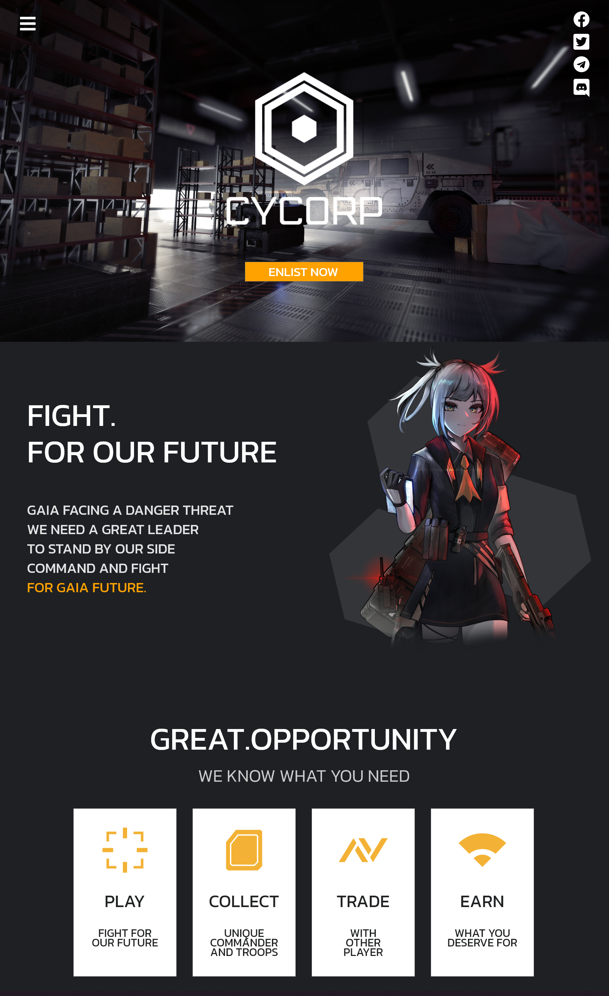 CYCORP
ENLIST NOW
FIGHT.
FOR OUR FUTURE
GAIA FACING A DANGER THREAT
WE NEED A GREAT LEADER
TO STAND BY OUR SIDE
COMMAND AND FIGHT
FOR GAIA FUTURE.
GREAT.OPPORTUNITY
WE KNOW WHAT YOU NEED
PLAY
FIGHT FOR
OUR FUTURE
COLLECT
UNIQUE
COMMANDER
AND TROOPS
TRADE
WITH
OTHER
PLAYER
EARN
WHAT YOU
DESERVE FOR